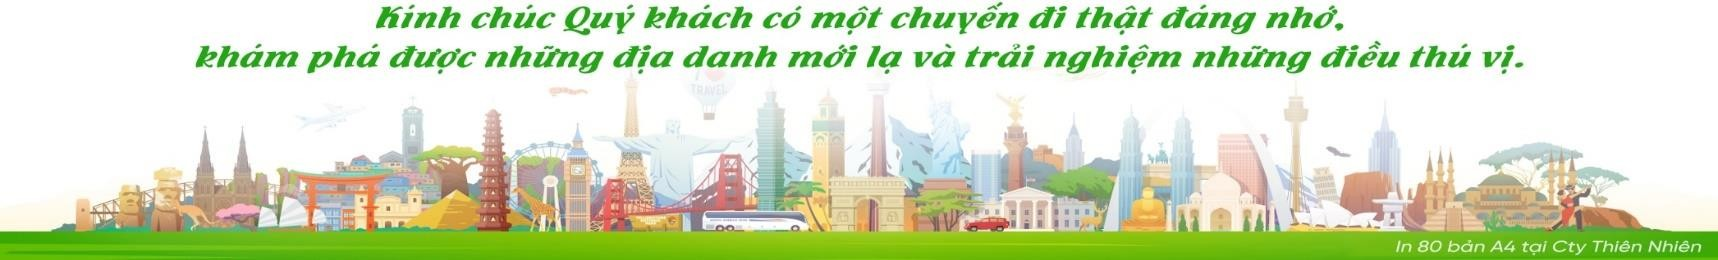 Kính chúc Quý khách có một chuyến đi thật đáng nhớ,
khám phá được những địa danh mới lạ và trải nghiệm những điều thú vị.
TRAVEL
In 80 bản A4 tại Cty Thiên Nhiên